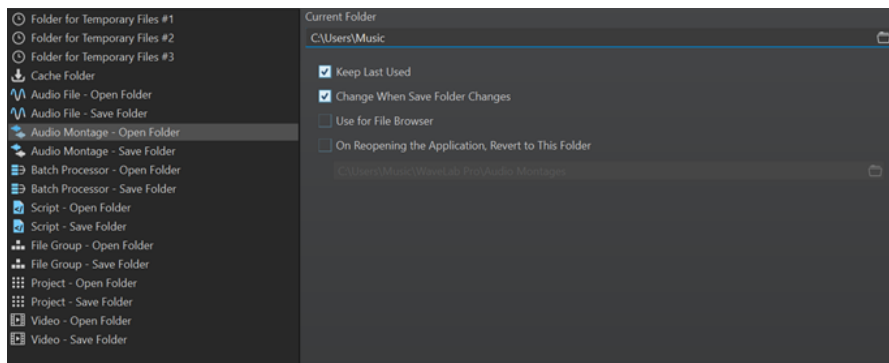 Folder for Temporary Files #1
Folder for Temporary Files #2
Folder for Temporary Files #3
Cache Folder
Audio File - Open Folder
Audio File - Save Folder
Audio Montage - Open Folder
Audio Montage - Save Folder
Batch Processor - Open Folder
Batch Processor - Save Folder
Script - Open Folder
Script - Save Folder
File Group - Open Folder
File Group - Save Folder
Project - Open Folder
Project - Save Folder
Video - Open Folder
Video - Save Folder
Current Folder
C:\Users\Music
Keep Last Used
Change When Save Folder Changes
Use for File Browser
On Reopening the Application, Revert to This Folder
C:\Users\Music\WaveLab Pro\Audio Montages